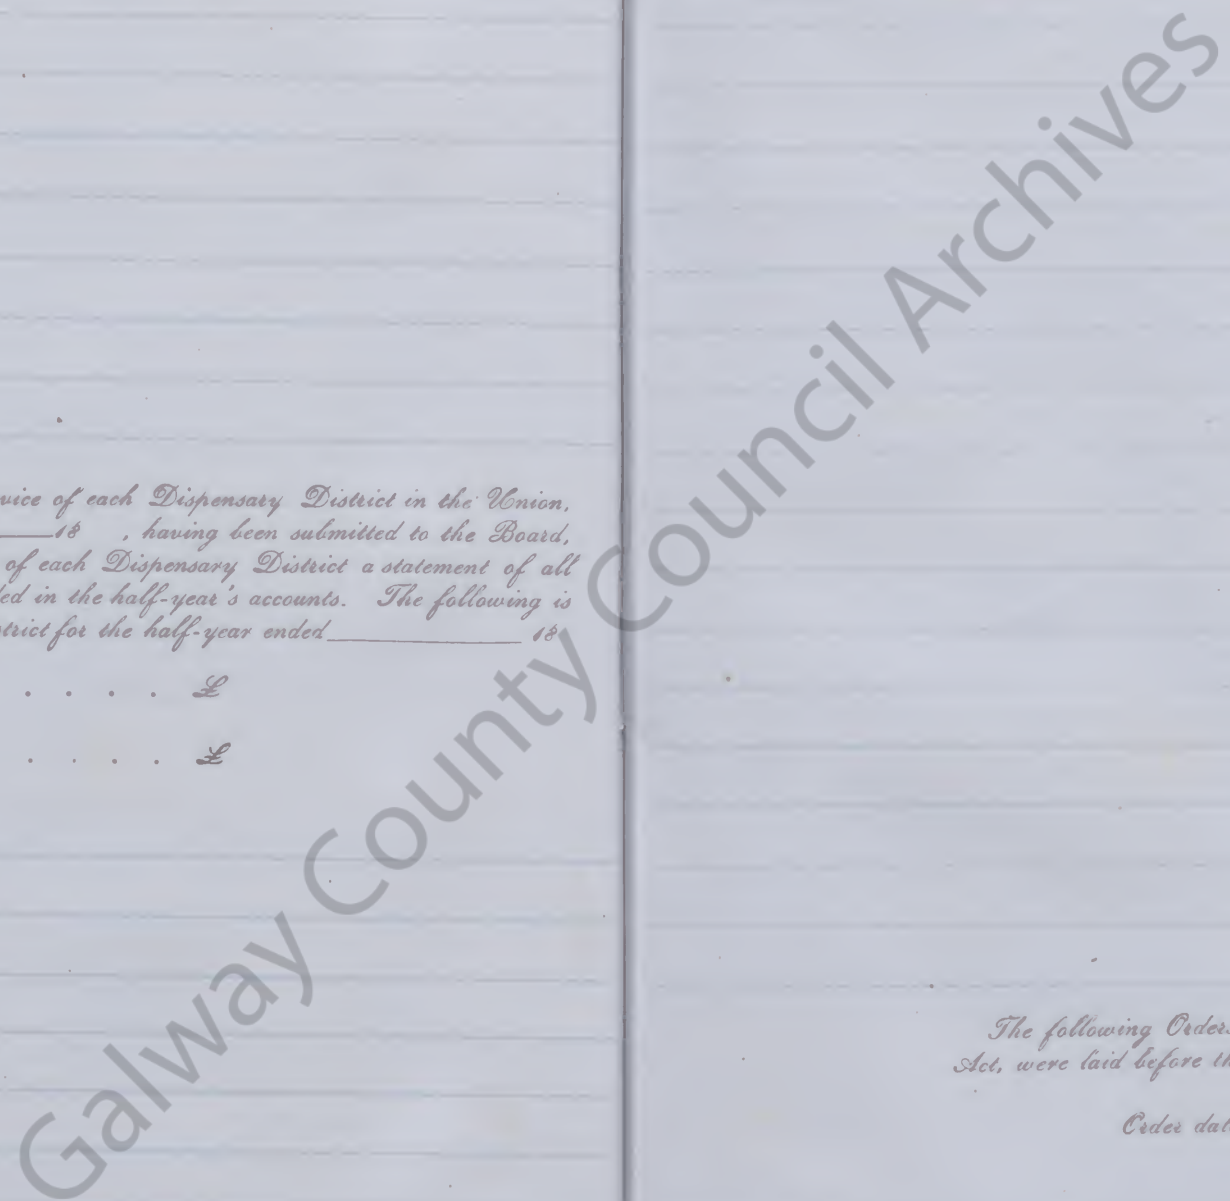 vice of each Dispensary District in the Union,
18 , having been submitted to the Board,
of each Dispensary District a statement of all
ed in the half-year's accounts. The following is
trict for the half-year ended 18
. . . . £
. . . . £
The following Orders
Act, were laid before th
Order dat
Galway County Council Archives